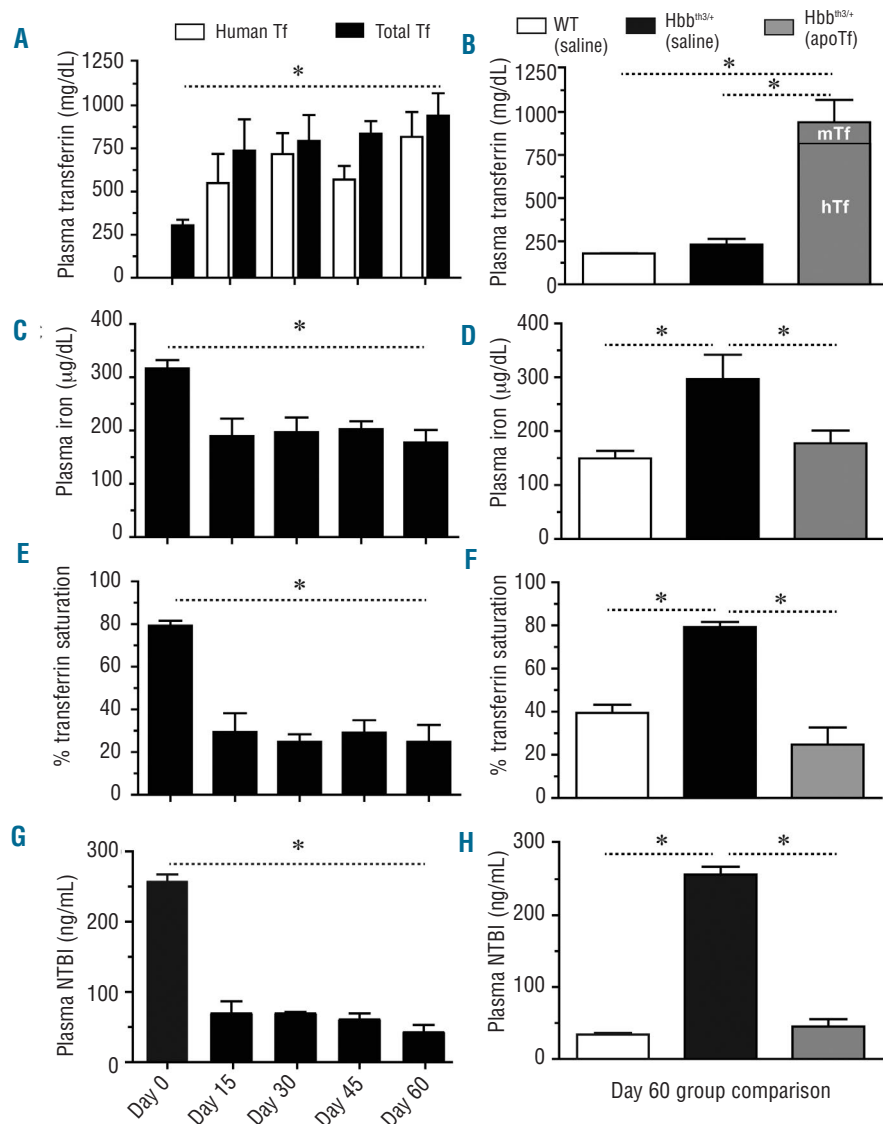 A
Human Tf
Total Tf
*
Plasma transferrin (mg/dL)
1250
1000
750
500
250
0
B
WT
(saline)
Hbbth3/+
(saline)
Hbbth3/+
(apoTf)
*
*
Plasma transferrin (mg/dL)
1250
1000
750
500
250
0
mTf
hTf
C
*
Plasma iron (µg/dL)
400
300
200
100
0
D
*
*
Plasma iron (µg/dL)
400
300
200
100
0
E
*
% transferrin saturation
100
80
60
40
20
0
F
*
*
% transferrin saturation
100
80
60
40
20
0
G
*
Plasma NTBI (ng/mL)
300
200
100
0
Day 0
Day 15
Day 30
Day 45
Day 60
H
*
*
Plasma NTBI (ng/mL)
300
200
100
0
Day 60 group comparison